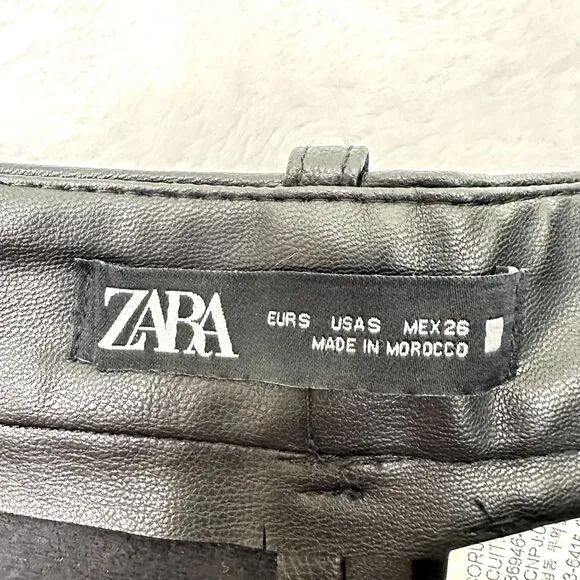 ZARA
EUR S USA S MEX 26
MADE IN MOROCCO